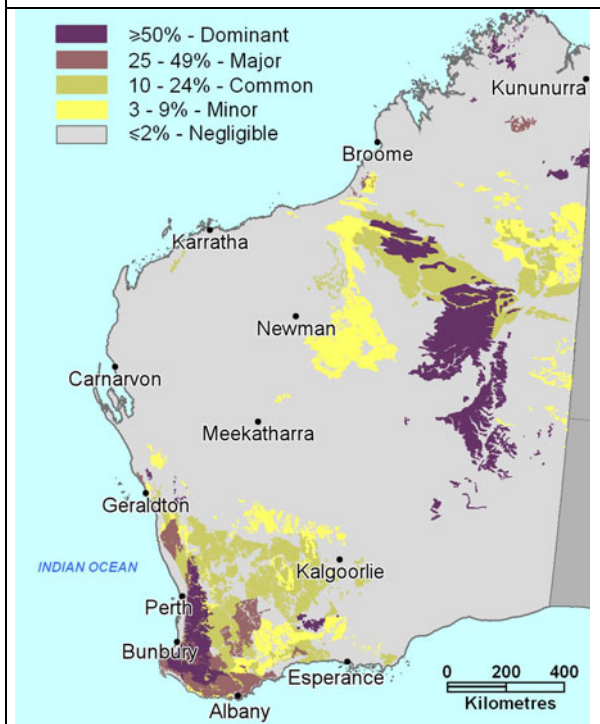 ≥50% - Dominant
25 - 49% - Major
10 - 24% - Common
3 - 9% - Minor
≤2% - Negligible
Kununurra
Broome
Karratha
Newman
Carnarvon
Meekatharra
Geraldton
INDIAN OCEAN
Kalgoorlie
Perth
Bunbury
Esperance
Albany
0 200 400
Kilometres